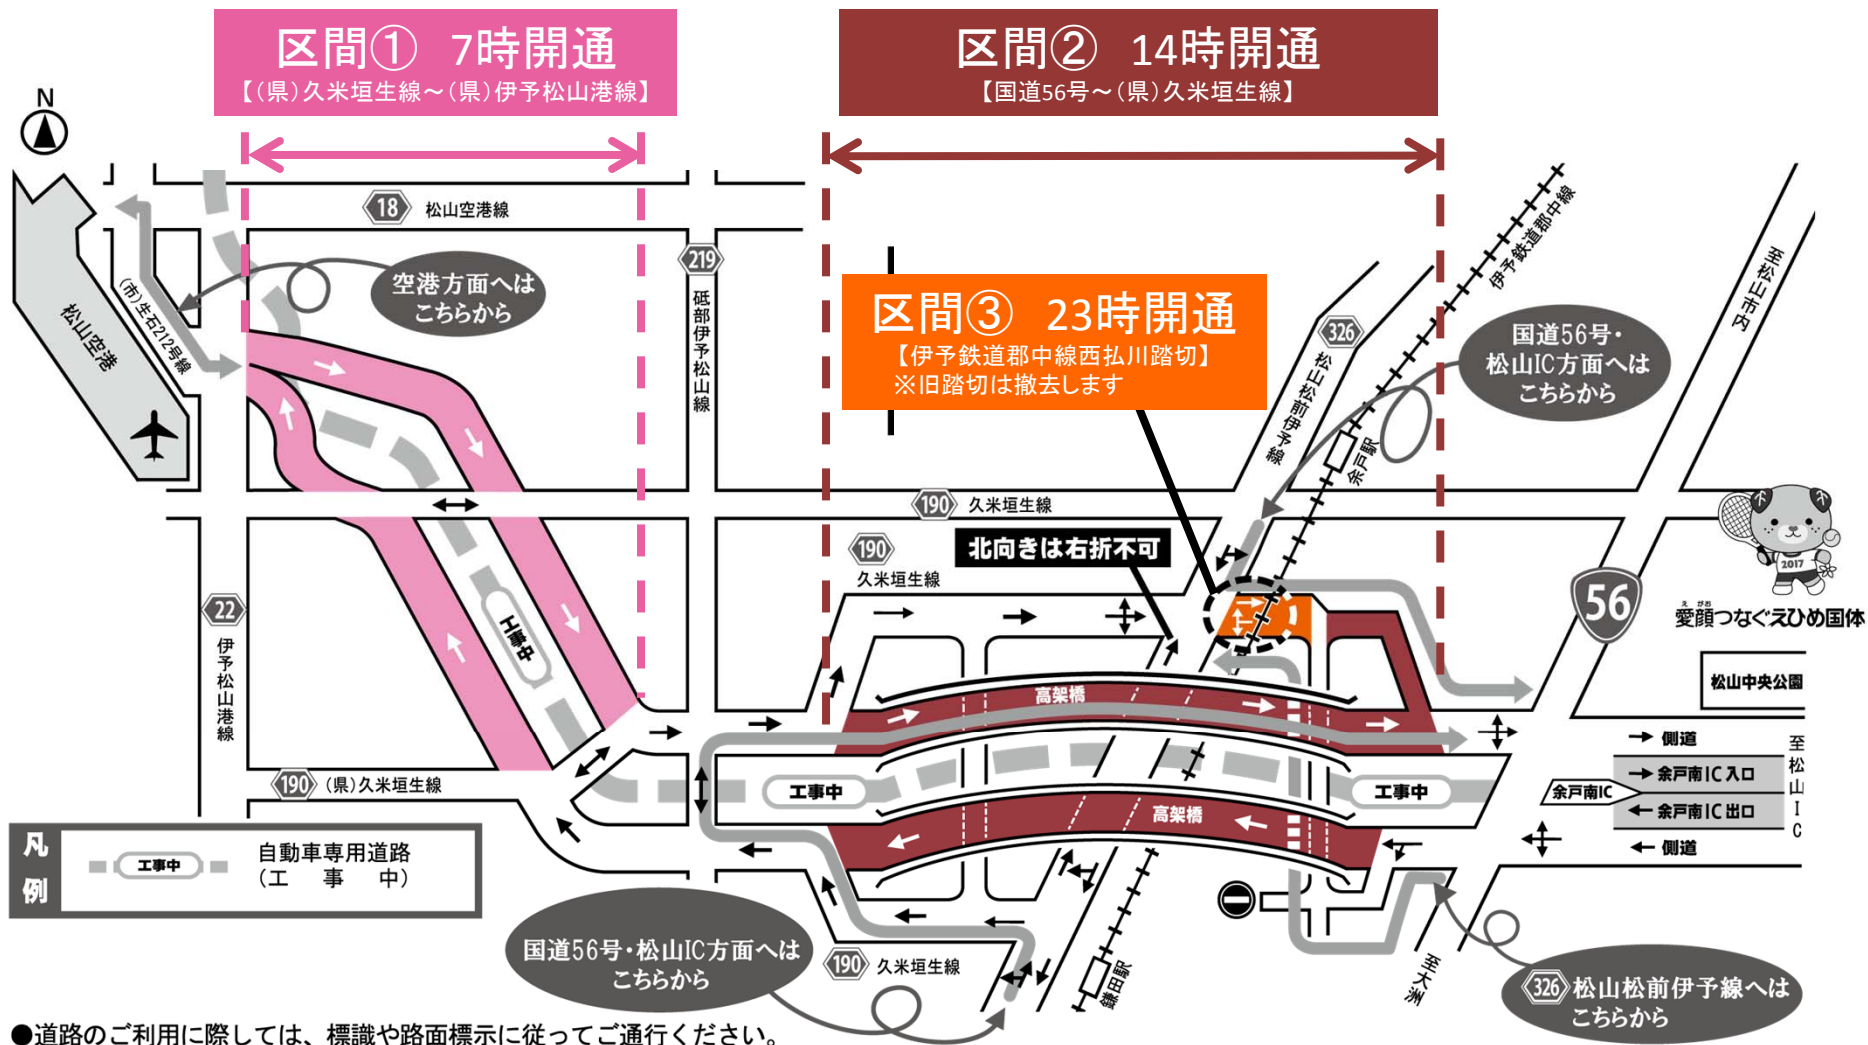 区間① 7時開通
【(県)久米垣生線～(県)伊予松山港線】
区間② 14時開通
【国道56号～(県)久米垣生線】
N
18 松山空港線
空港方面へは
こちらから
(市)生石212号線
松山空港
219
砥部伊予松山線
区間③ 23時開通
【伊予鉄道郡中線西払川踏切】
※旧踏切は撤去します
326
松山松前伊予線
伊予鉄道郡中線
余戸駅
至松山市内
国道56号・
松山IC方面へは
こちらから
190 久米垣生線
190
久米垣生線
北向きは右折不可
22
伊予松山港線
工事中
56
2017
愛顔つなぐえひめ国体
えがお
松山中央公園
高架橋
側道
余戸南IC入口
余戸南IC
余戸南IC出口
側道
至松山IC
工事中
工事中
高架橋
190 (県)久米垣生線
凡例
工事中
自動車専用道路
(工事中)
国道56号・松山IC方面へは
こちらから
190 久米垣生線
鎌田駅
至大洲
326 松山松前伊予線へは
こちらから
●道路のご利用に際しては、標識や路面標示に従ってご通行ください。